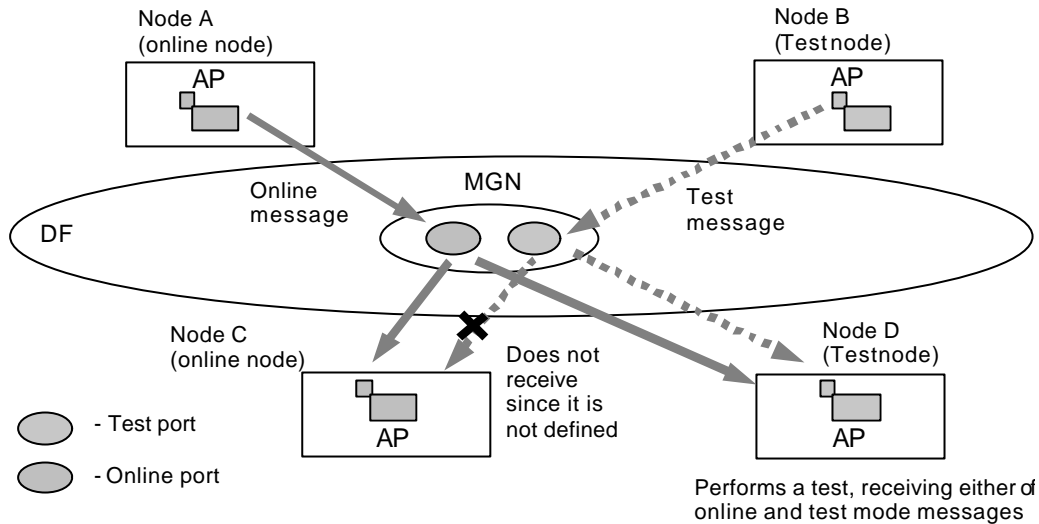 Node A
(online node)
AP
Node B
(Testnode)
AP
Online
message
MGN
Test
message
DF
Node C
(online node)
AP
Does not
receive
since it is
not defined
Node D
(Testnode)
AP
- Test port
- Online port
Performs a test, receiving either of
online and test mode messages